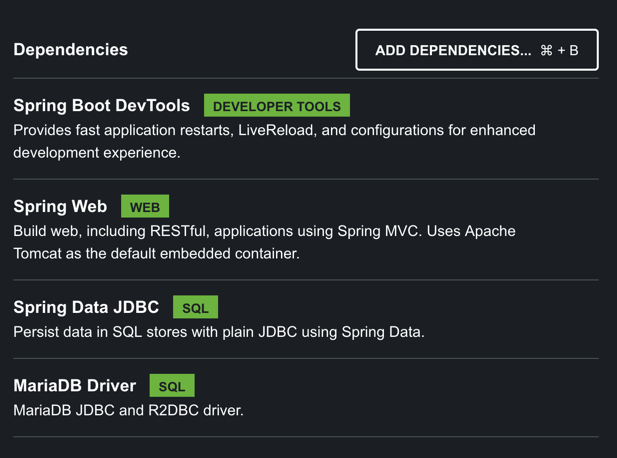 Dependencies
ADD DEPENDENCIES... ⌘ + B
Spring Boot DevTools DEVELOPER TOOLS
Provides fast application restarts, LiveReload, and configurations for enhanced
development experience.
Spring Web WEB
Build web, including RESTful, applications using Spring MVC. Uses Apache
Tomcat as the default embedded container.
Spring Data JDBC SQL
Persist data in SQL stores with plain JDBC using Spring Data.
MariaDB Driver SQL
MariaDB JDBC and R2DBC driver.